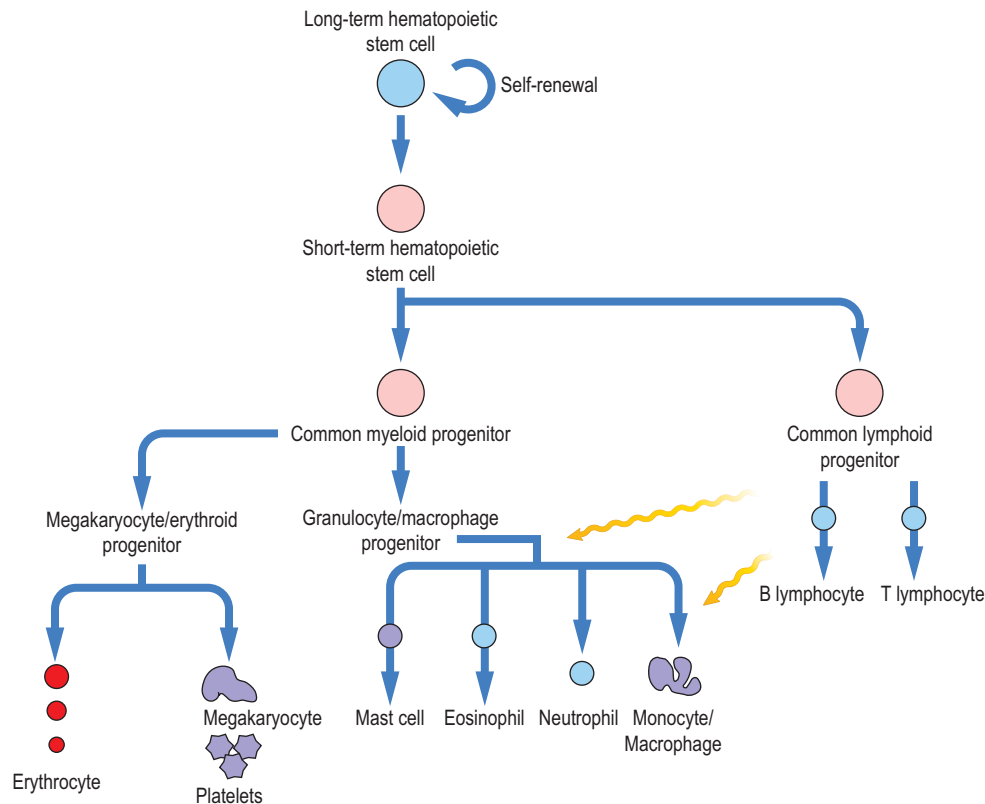 Long-term hematopoietic
stem cell
Self-renewal
Short-term hematopoietic
stem cell
Common myeloid progenitor
Common lymphoid
progenitor
Megakaryocyte/erythroid
progenitor
Granulocyte/macrophage
progenitor
B lymphocyte
T lymphocyte
Megakaryocyte
Mast cell
Eosinophil
Neutrophil
Monocyte/
Macrophage
Erythrocyte
Platelets